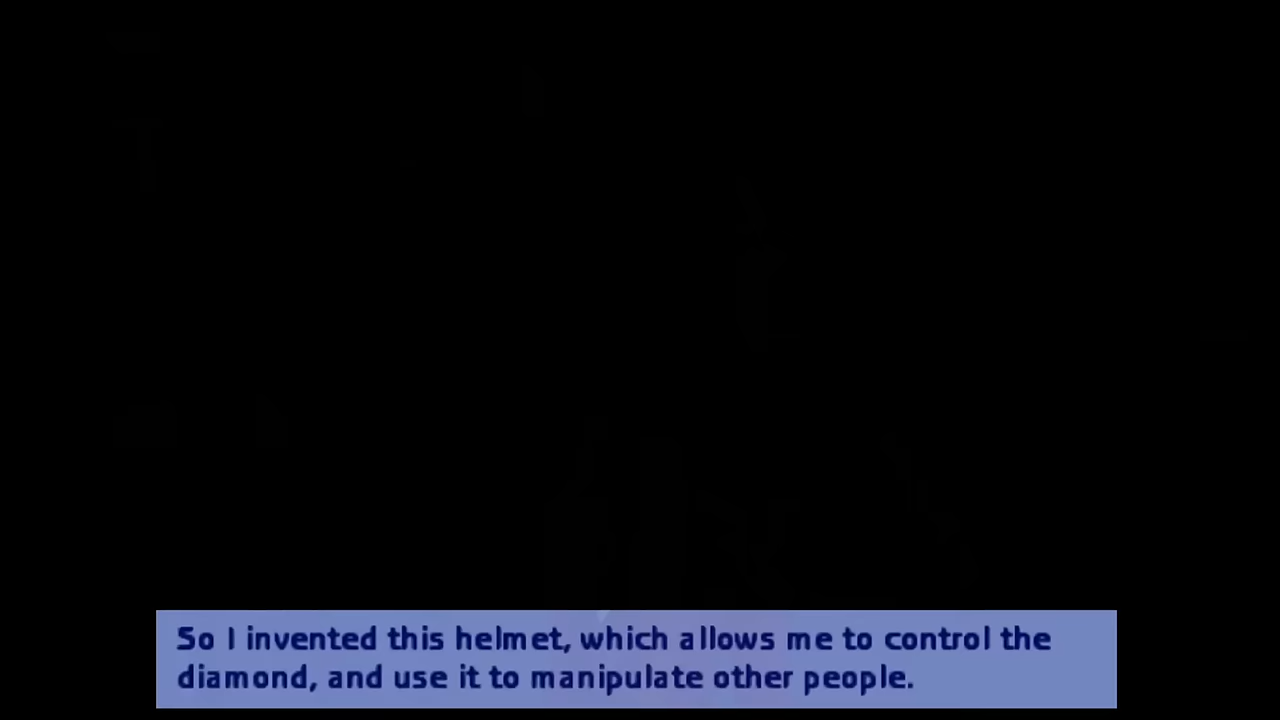 So I invented this helmet, which allows me to control the
diamond, and use it to manipulate other people.